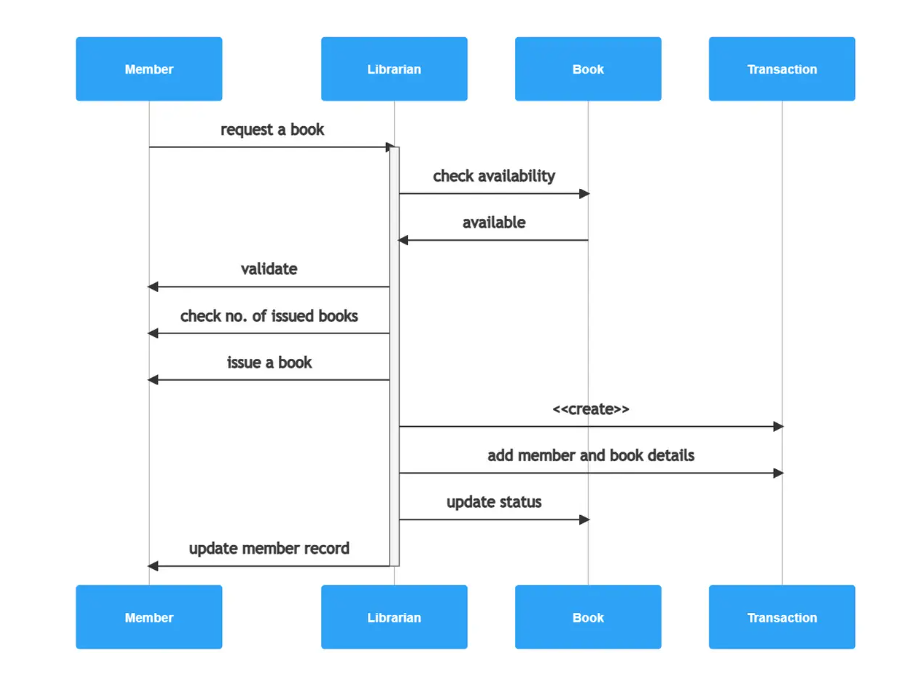 Member
Librarian
Book
Transaction
request a book
check availability
available
validate
check no. of issued books
issue a book
<<create>>
add member and book details
update status
update member record
Member
Librarian
Book
Transaction